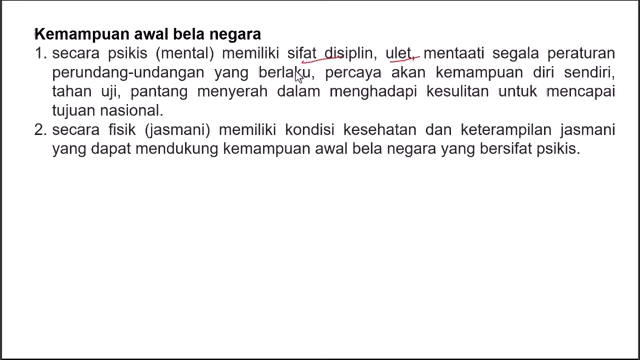 Kemampuan awal bela negara
1. secara psikis (mental) memiliki sifat disiplin, ulet, mentaati segala peraturan
perundang-undangan yang berlaku, percaya akan kemampuan diri sendiri,
tahan uji, pantang menyerah dalam menghadapi kesulitan untuk mencapai
tujuan nasional.
2. secara fisik (jasmani) memiliki kondisi kesehatan dan keterampilan jasmani
yang dapat mendukung kemampuan awal bela negara yang bersifat psikis.